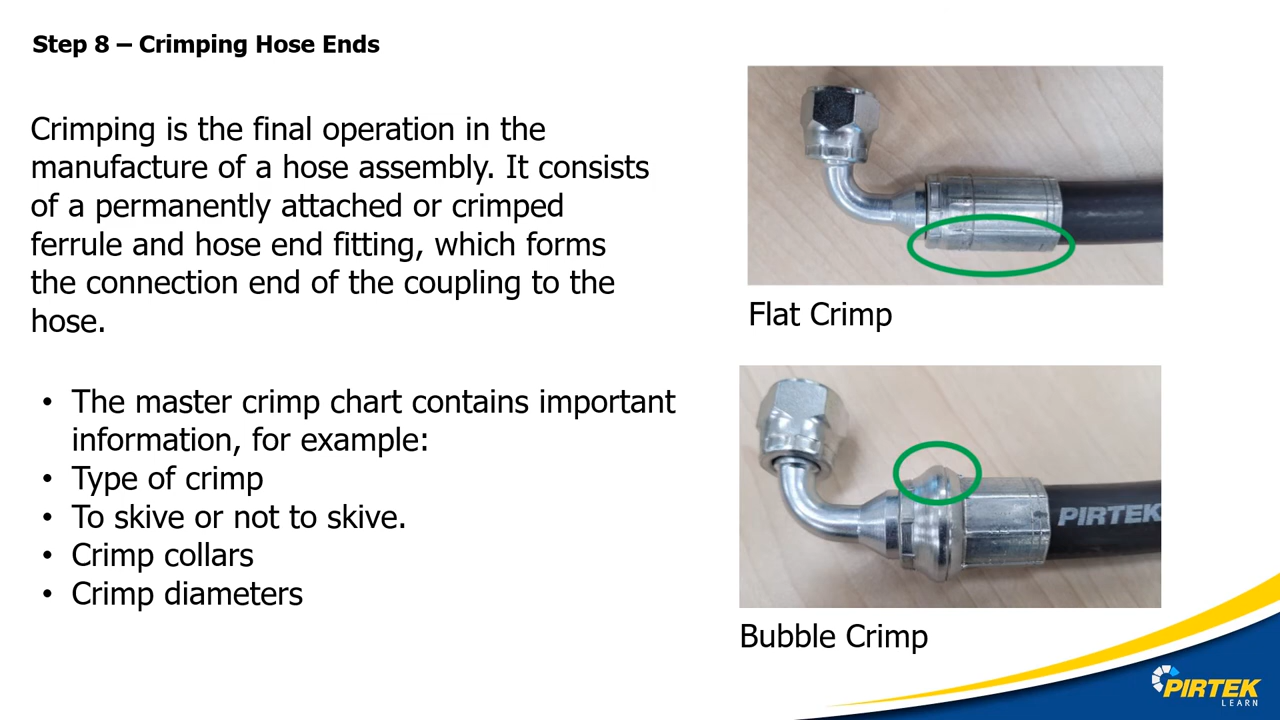 Step 8 – Crimping Hose Ends
Crimping is the final operation in the
manufacture of a hose assembly. It consists
of a permanently attached or crimped
ferrule and hose end fitting, which forms
the connection end of the coupling to the
hose.
• The master crimp chart contains important
information, for example:
• Type of crimp
• To skive or not to skive.
• Crimp collars
• Crimp diameters
Flat Crimp
PIRTEK
Bubble Crimp
PIRTEK
LEARN